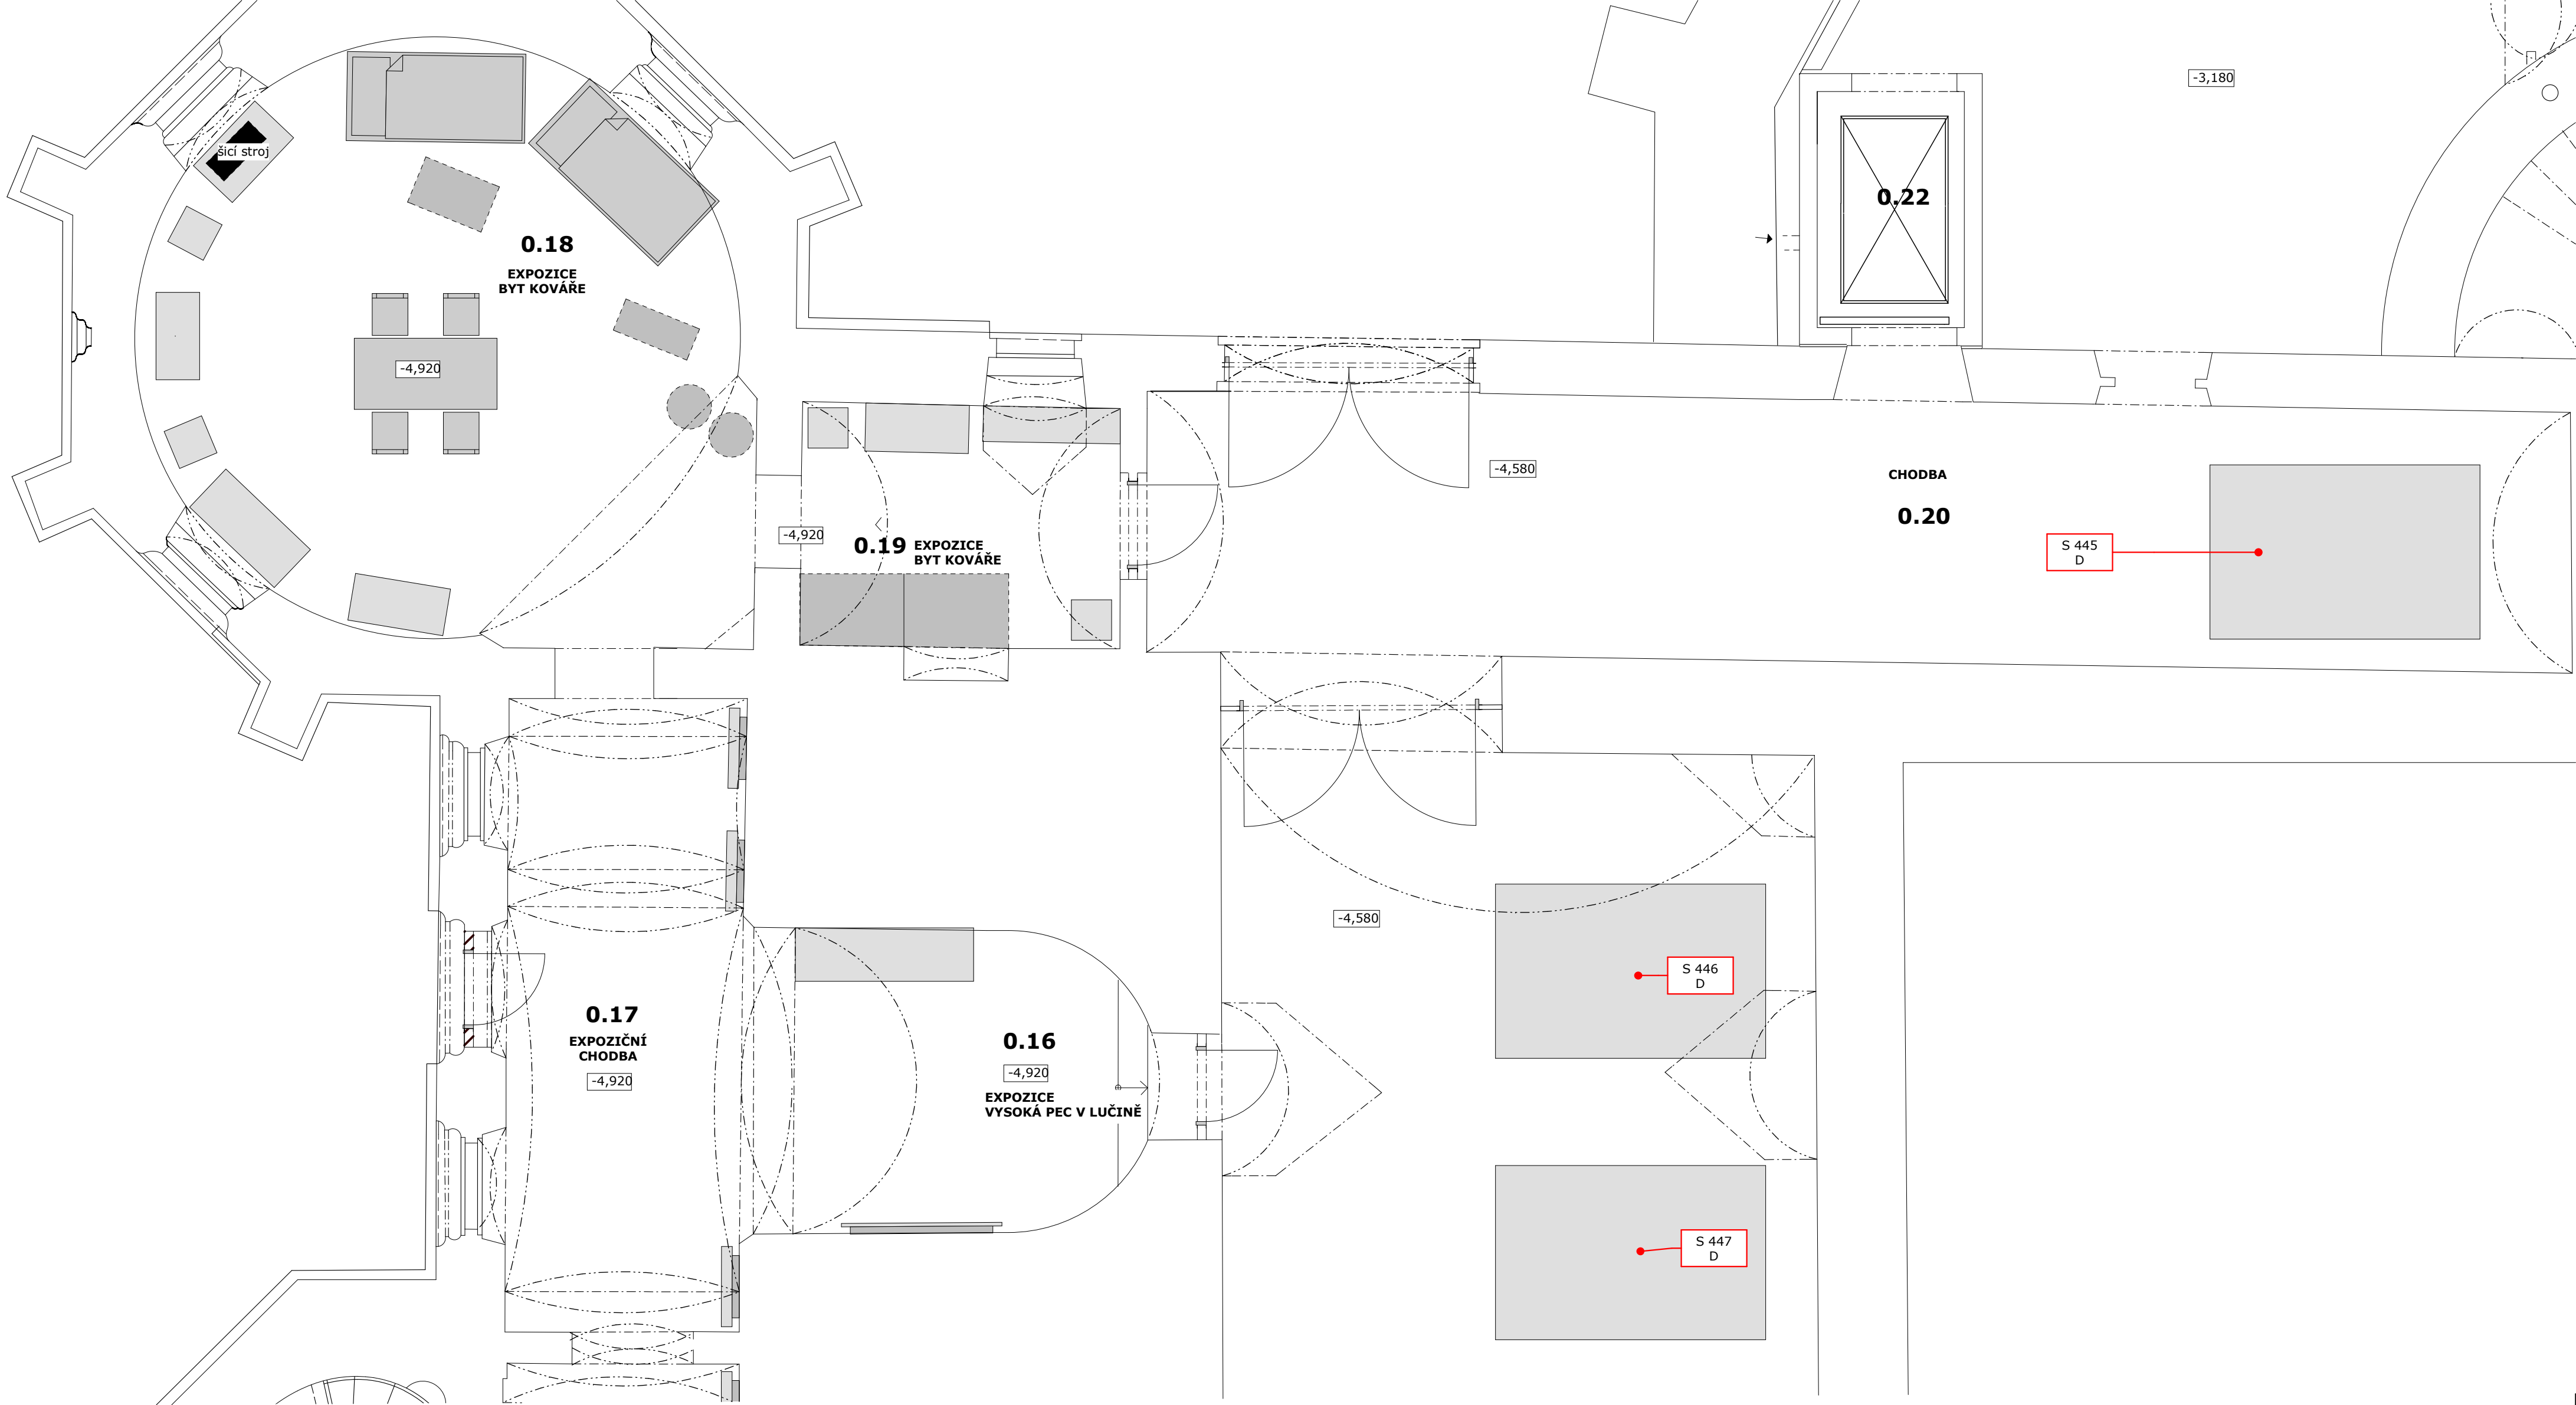 -3,180
šicí stroj
0.22
0.18
EXPOZICE
BYT KOVÁŘE
-4,920
-4,580
CHODBA
0.20
-4,920
0.19
EXPOZICE
BYT KOVÁŘE
S 445
D
-4,580
S 446
D
0.17
EXPOZIČNÍ
CHODBA
-4,920
0.16
-4,920
EXPOZICE
VYSOKÁ PEC V LUČINĚ
S 447
D